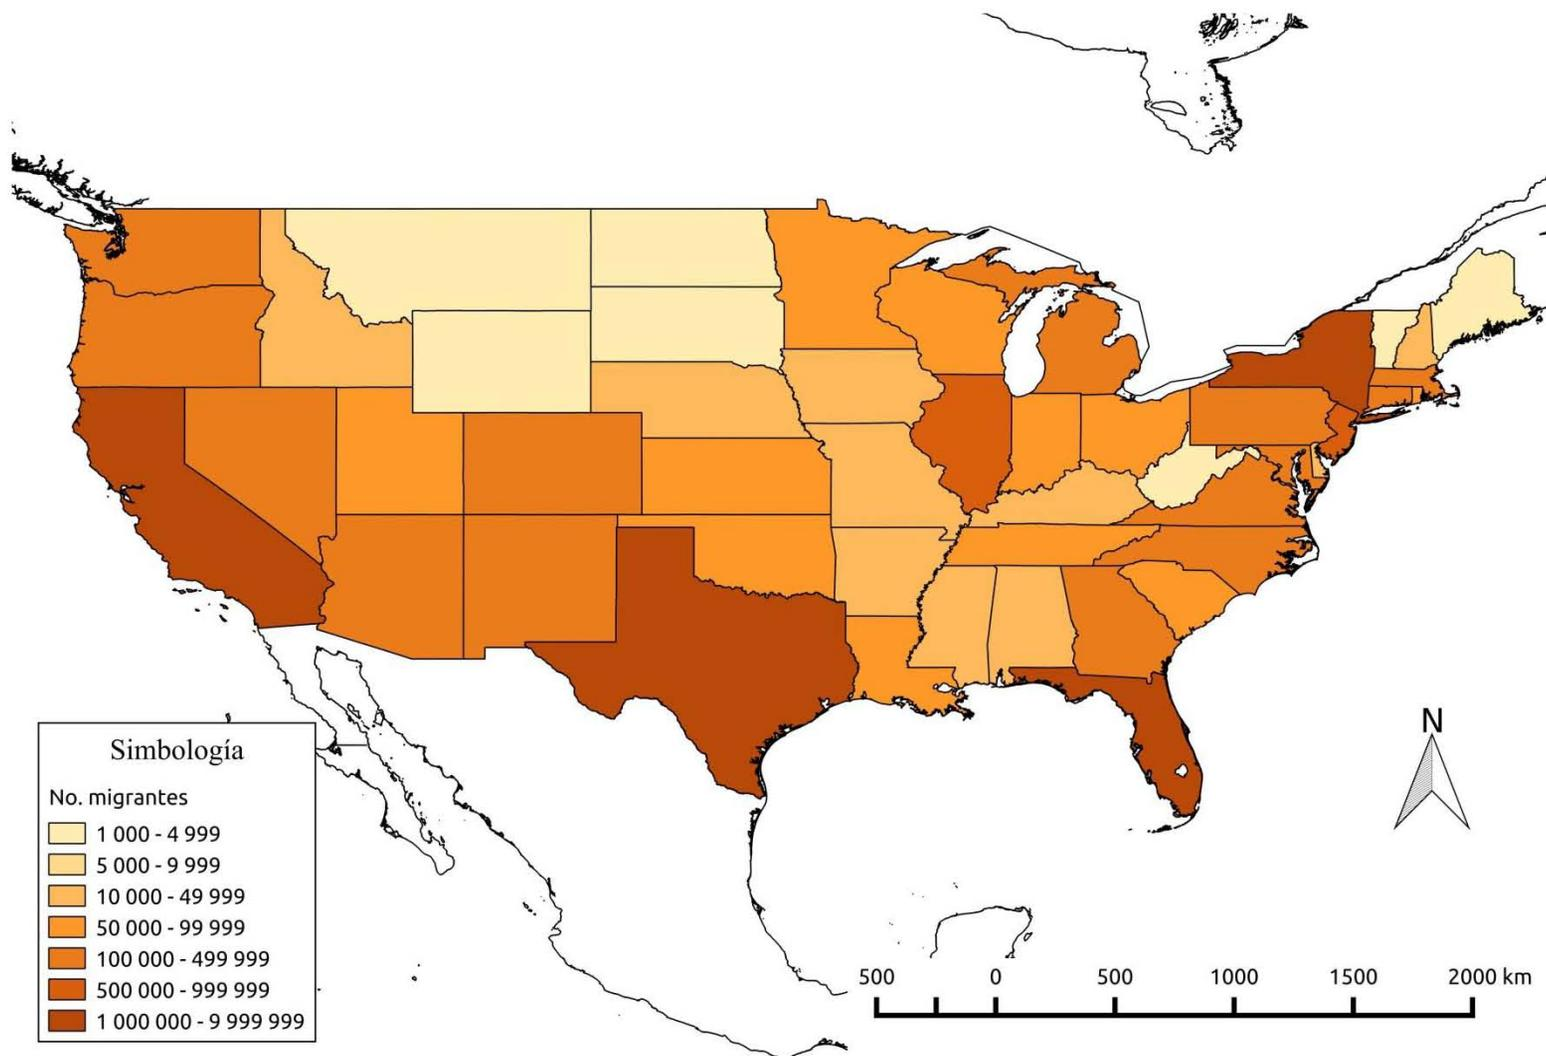 Simbología
No. migrantes
1 000 - 4 999
5 000 - 9 999
10 000 - 49 999
50 000 - 99 999
100 000 - 499 999
500 000 - 999 999
1 000 000 - 9 999 999
N
500 0 500 1000 1500 2000 km